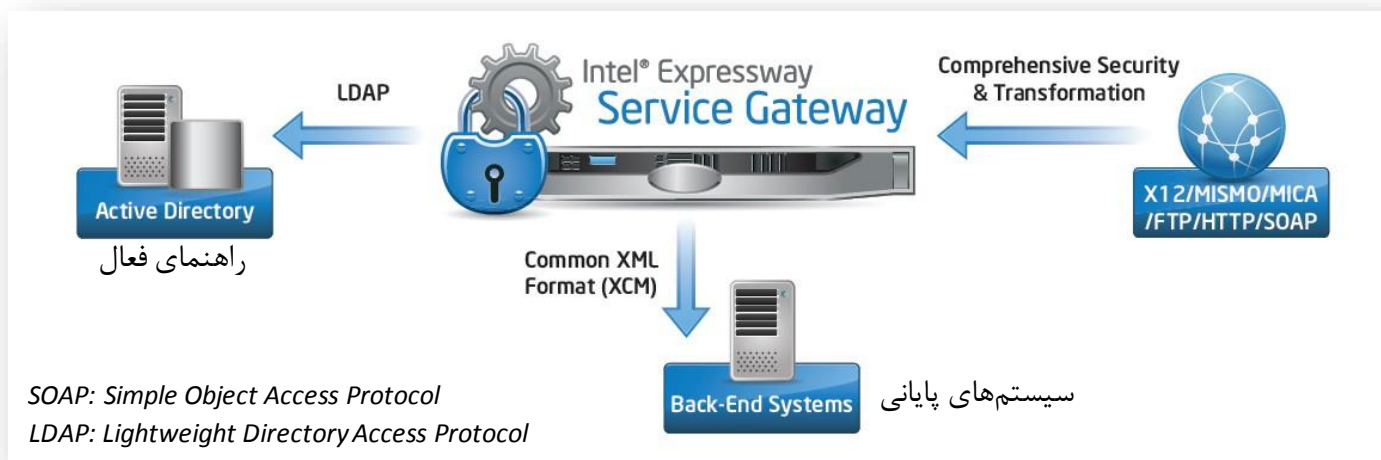 LDAP
Intel® Expressway
Service Gateway
Comprehensive Security
& Transformation
Active Directory
راهنمای فعال
X12/MISMO/MICA
/FTP/HTTP/SOAP
Common XML
Format (XCM)
Back-End Systems
سیستم‌های پایانی
SOAP: Simple Object Access Protocol
LDAP: Lightweight Directory Access Protocol